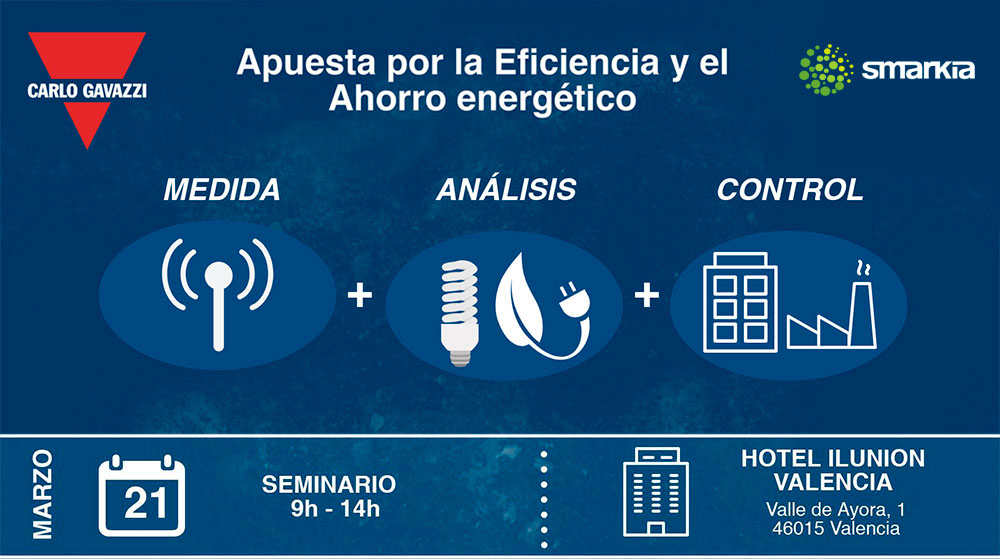 CARLO GAVAZZI
Apuesta por la Eficiencia y el
Ahorro energético
smarkia
MEDIDA
ANÁLISIS
CONTROL
+
+
MARZO
21
SEMINARIO
9h - 14h
HOTEL ILUNION
VALENCIA
Valle de Ayora, 1
46015 Valencia